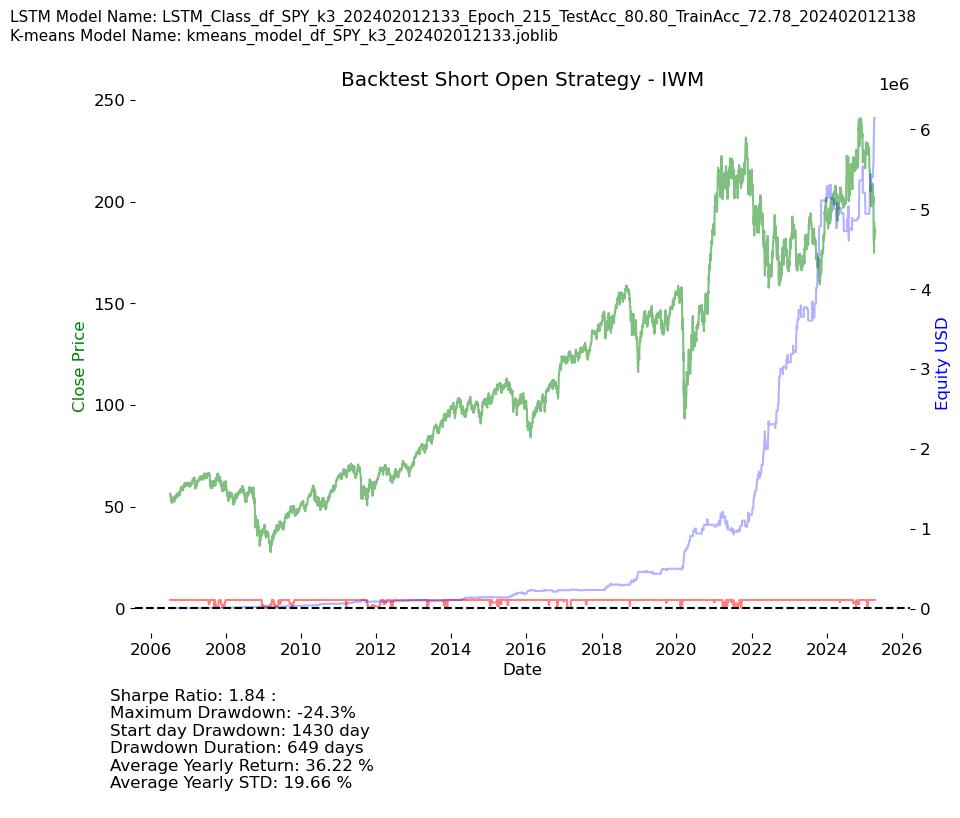 LSTM Model Name: LSTM_Class_df_SPY_k3_202402012133_Epoch_215_TestAcc_80.80_TrainAcc_72.78_202402012138
K-means Model Name: kmeans_model_df_SPY_k3_202402012133.joblib
Backtest Short Open Strategy - IWM
1e6
250
200
150
100
50
0
Close Price
6
5
4
3
2
1
0
Equity USD
2006 2008 2010 2012 2014 2016 2018 2020 2022 2024 2026
Date
Sharpe Ratio: 1.84 :
Maximum Drawdown: -24.3%
Start day Drawdown: 1430 day
Drawdown Duration: 649 days
Average Yearly Return: 36.22 %
Average Yearly STD: 19.66 %